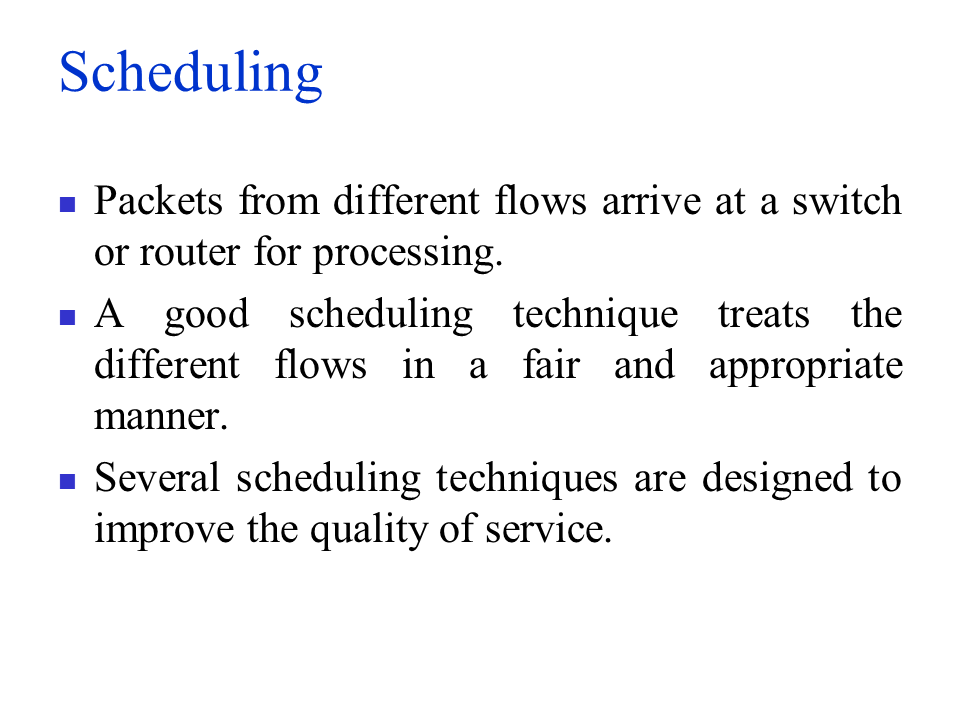 Scheduling
Packets from different flows arrive at a switch
or router for processing.
A good scheduling technique treats the
different flows in a fair and appropriate
manner.
Several scheduling techniques are designed to
improve the quality of service.